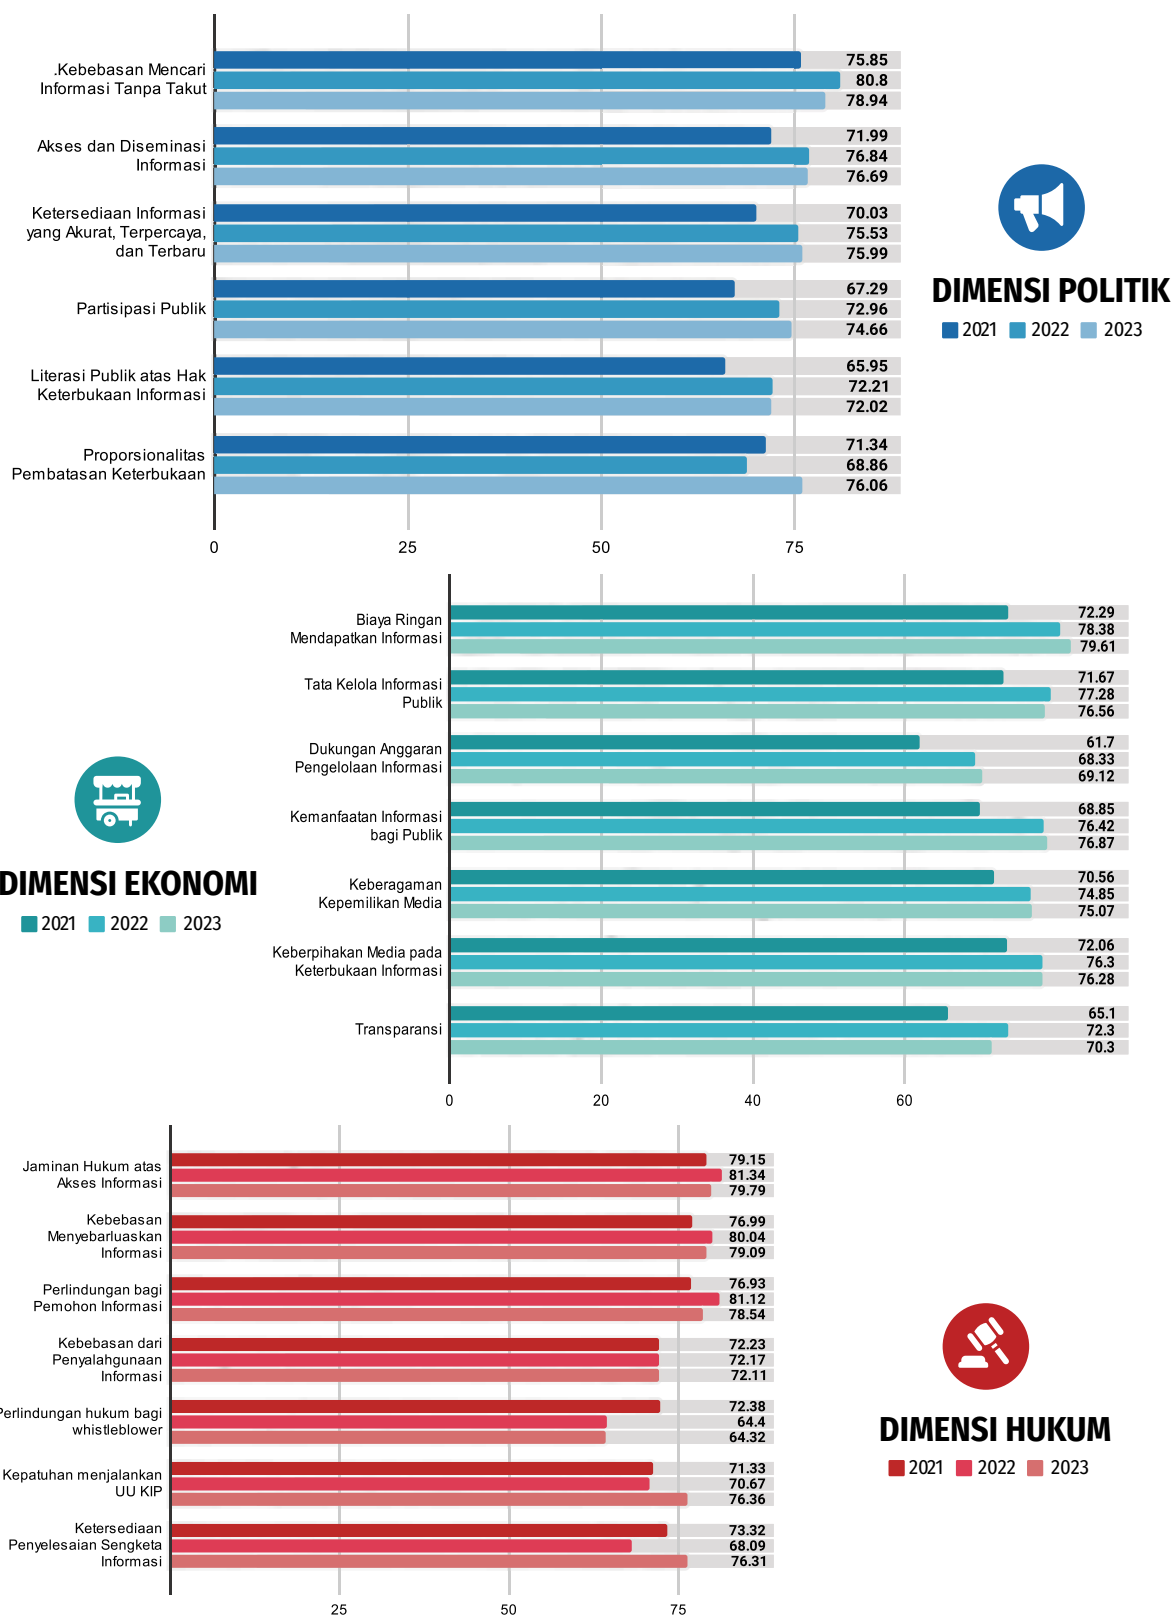 .Kebebasan Mencari
Informasi Tanpa Takut
75.85
80.8
78.94
Akses dan Diseminasi
Informasi
71.99
76.84
76.69
Ketersediaan Informasi
yang Akurat, Terpercaya,
dan Terbaru
70.03
75.53
75.99
Partisipasi Publik
67.29
72.96
74.66
Literasi Publik atas Hak
Keterbukaan Informasi
65.95
72.21
72.02
Proporsionalitas
Pembatasan Keterbukaan
71.34
68.86
76.06
0 25 50 75
DIMENSI POLITIK
2021 2022 2023
Biaya Ringan
Mendapatkan Informasi
72.29
78.38
79.61
Tata Kelola Informasi
Publik
71.67
77.28
76.56
Dukungan Anggaran
Pengelolaan Informasi
61.7
68.33
69.12
Kemanfaatan Informasi
bagi Publik
68.85
76.42
76.87
Keberagaman
Kepemilikan Media
70.56
74.85
75.07
Keberpihakan Media pada
Keterbukaan Informasi
72.06
76.3
76.28
Transparansi
65.1
72.3
70.3
0 20 40 60
DIMENSI EKONOMI
2021 2022 2023
Jaminan Hukum atas
Akses Informasi
79.15
81.34
79.79
Kebebasan
Menyebarluaskan
Informasi
76.99
80.04
79.09
Perlindungan bagi
Pemohon Informasi
76.93
81.12
78.54
Kebebasan dari
Penyalahgunaan
Informasi
72.23
72.17
72.11
Perlindungan hukum bagi
whistleblower
72.38
64.4
64.32
Kepatuhan menjalankan
UU KIP
71.33
70.67
76.36
Ketersediaan
Penyelesaian Sengketa
Informasi
73.32
68.09
76.31
25 50 75
DIMENSI HUKUM
2021 2022 2023